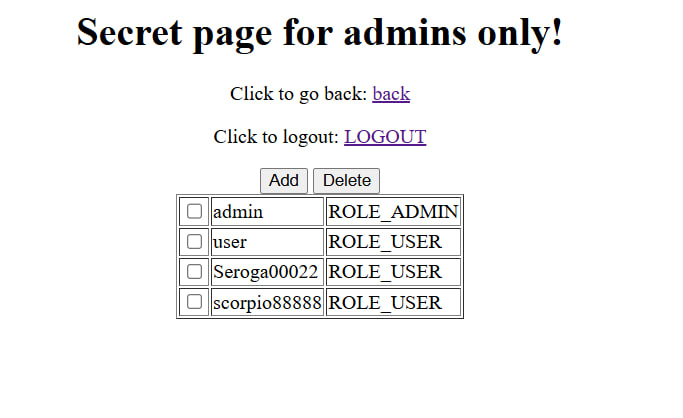 Secret page for admins only!
Click to go back: back
Click to logout: LOGOUT
Add Delete
admin ROLE_ADMIN
user ROLE_USER
Seroga00022 ROLE_USER
scorpio88888 ROLE_USER